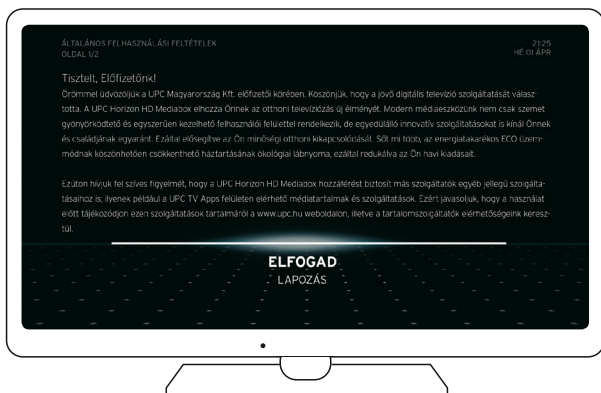 ÁLTALÁNOS FELHASZNÁLÁSI FELTÉTELEK
OLDAL 1/2
21:25
HÉ 01 ÁPR
Tisztelt, Előfizetőnk!
Örömmel üdvözöljük a UPC Magyarország Kft. előfizetői körében. Köszönjük, hogy a jövő digitális televízió szolgáltatását válasz-
totta. A UPC Horizon HD Mediabox elhozza Önnek az otthoni televíziózás új élményét. Modern médiaeszközünk nem csak szemet
gyönyörködtető és egyszerűen kezelhető felhasználói felülettel rendelkezik, de egyedülálló innovatív szolgáltatásokat is kínál Önnek
és családjának egyaránt. Ezáltal elősegítve az Ön minőségi otthoni kikapcsolódását. Sőt mi több, az energiatakarékos ECO üzem-
módnak köszönhetően csökkenthető háztartásának ökológiai lábnyoma, ezáltal redukálva az Ön havi kiadásait.
Ezúton hívjuk fel szíves figyelmét, hogy a UPC Horizon HD Mediabox hozzáférést biztosít más szolgáltatók egyéb jellegű szolgálta-
tásaihoz is; ilyenek például a UPC TV Apps felületen elérhető médiatartalmak és szolgáltatások. Ezért javasoljuk, hogy a használat
előtt tájékozódjon ezen szolgáltatások tartalmáról a www.upc.hu weboldalon, illetve a tartalomszolgáltatók elérhetőségeink keresz-
tül.
ELFOGAD
LAPOZÁS